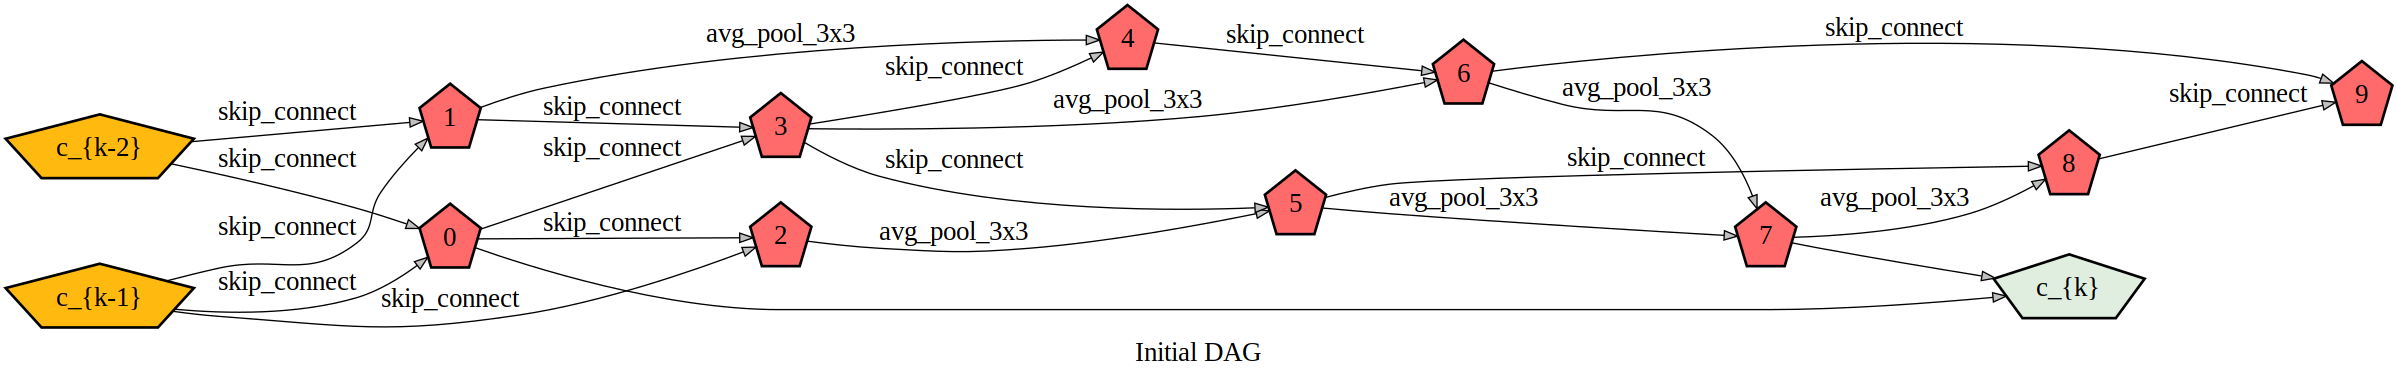 avg_pool_3x3
skip_connect
4
skip_connect
skip_connect
skip_connect
6
avg_pool_3x3
avg_pool_3x3
skip_connect
9
skip_connect
1
skip_connect
3
c_{k-2}
skip_connect
skip_connect
skip_connect
skip_connect
8
5
avg_pool_3x3
avg_pool_3x3
skip_connect
0
skip_connect
2
avg_pool_3x3
7
skip_connect
c_{k-1}
skip_connect
c_{k}
Initial DAG